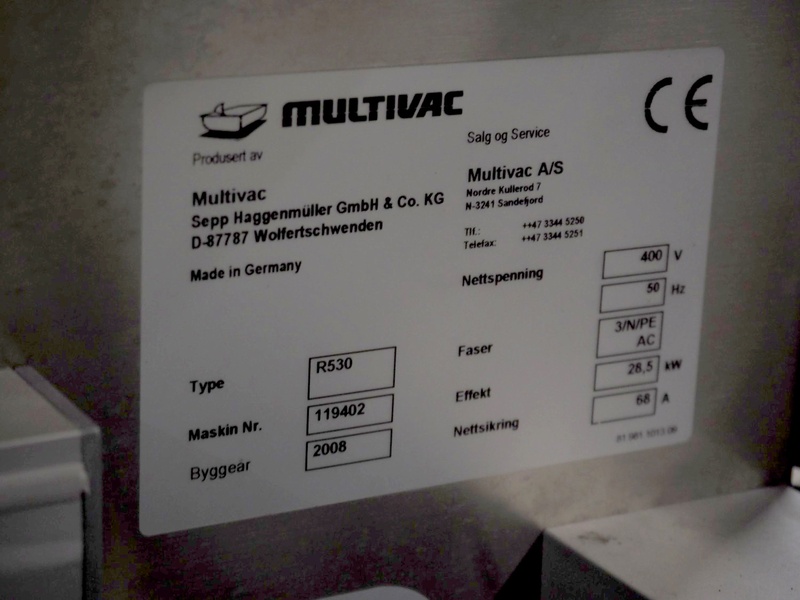 MULTIVAC
CE
Produsert av
Multivac
Sepp Haggenmüller GmbH & Co. KG
D-87787 Wolfertschwenden
Made in Germany
Salg og Service
Multivac A/S
Nordre Kullerod 7
N-3241 Sandefjord
Tlf.: ++47 3344 5250
Telefax: ++47 3344 5251
Type R530
Maskin Nr. 119402
Byggeår 2008
Nettspenning 400 V
50 Hz
Faser 3/N/PE
AC
Effekt 28,5 kW
Nettsikring 68 A